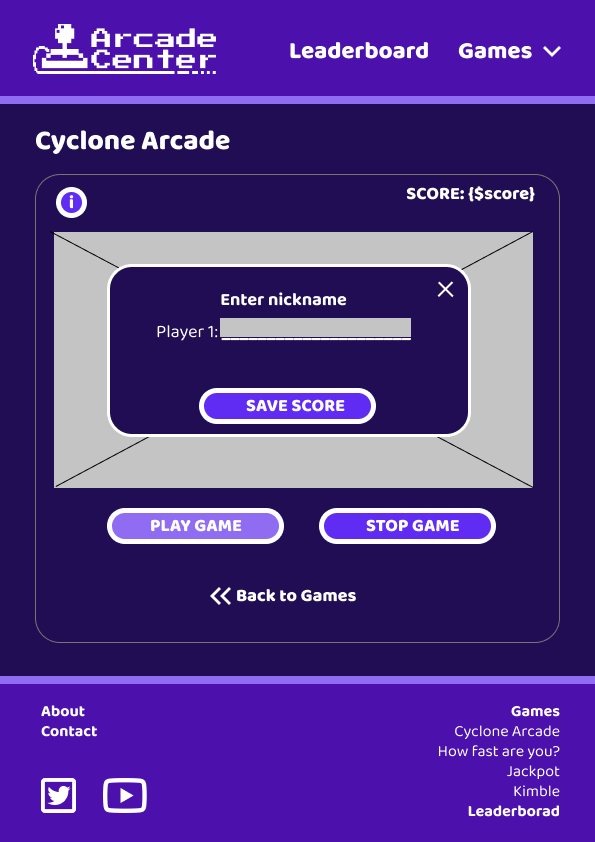 Arcade
Center
Leaderboard
Games
Cyclone Arcade
i
SCORE: {$score}
Enter nickname
Player 1:
SAVE SCORE
PLAY GAME
STOP GAME
Back to Games
About
Contact
Games
Cyclone Arcade
How fast are you?
Jackpot
Kimble
Leaderborad